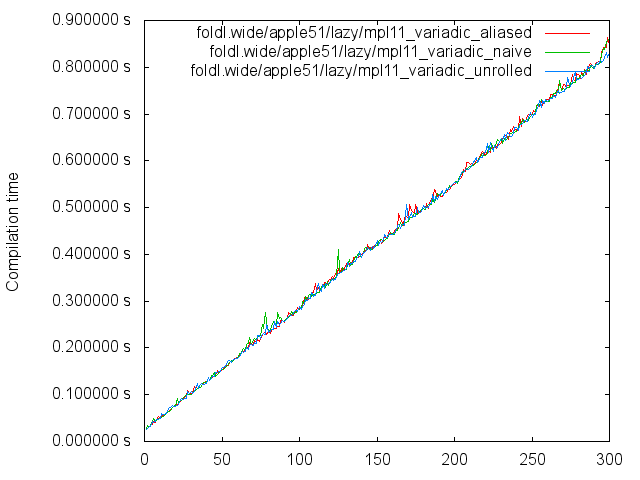 0.900000 s
foldl.wide/apple51/lazy/mpl11_variadic_aliased
foldl.wide/apple51/lazy/mpl11_variadic_naive
foldl.wide/apple51/lazy/mpl11_variadic_unrolled
0.800000 s
0.700000 s
0.600000 s
0.500000 s
0.400000 s
0.300000 s
0.200000 s
0.100000 s
0.000000 s
Compilation time
0 50 100 150 200 250 300